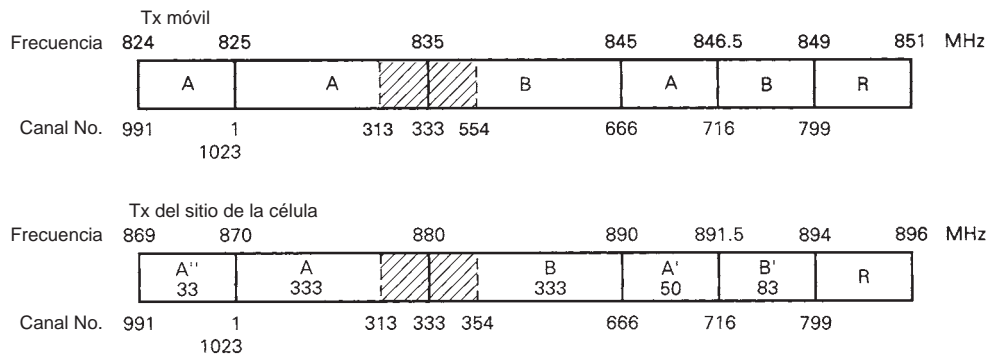 Tx móvil
Frecuencia 824 825 835 845 846.5 849 851 MHz
A A B A B R
Canal No. 991 1 313 333 554 666 716 799
1023
Tx del sitio de la célula
Frecuencia 869 870 880 890 891.5 894 896 MHz
A'' A B A' B' R
33 333 333 50 83
Canal No. 991 1 313 333 354 666 716 799
1023